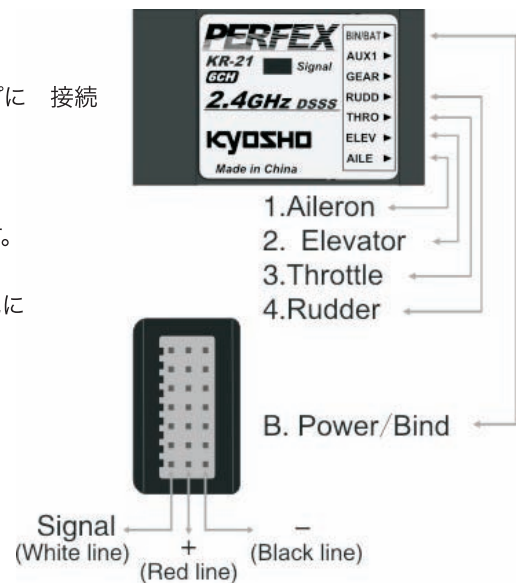 PERFEX
KR-21
6CH
Signal
2.4GHz DSSS
KYOSHO
Made in China
BIN/BAT
AUX1
GEAR
RUDD
THRO
ELEV
AILE
に 接続
。
に
1.Aileron
2. Elevator
3.Throttle
4.Rudder
B. Power/Bind
Signal
(White line)
+
(Red line)
−
(Black line)